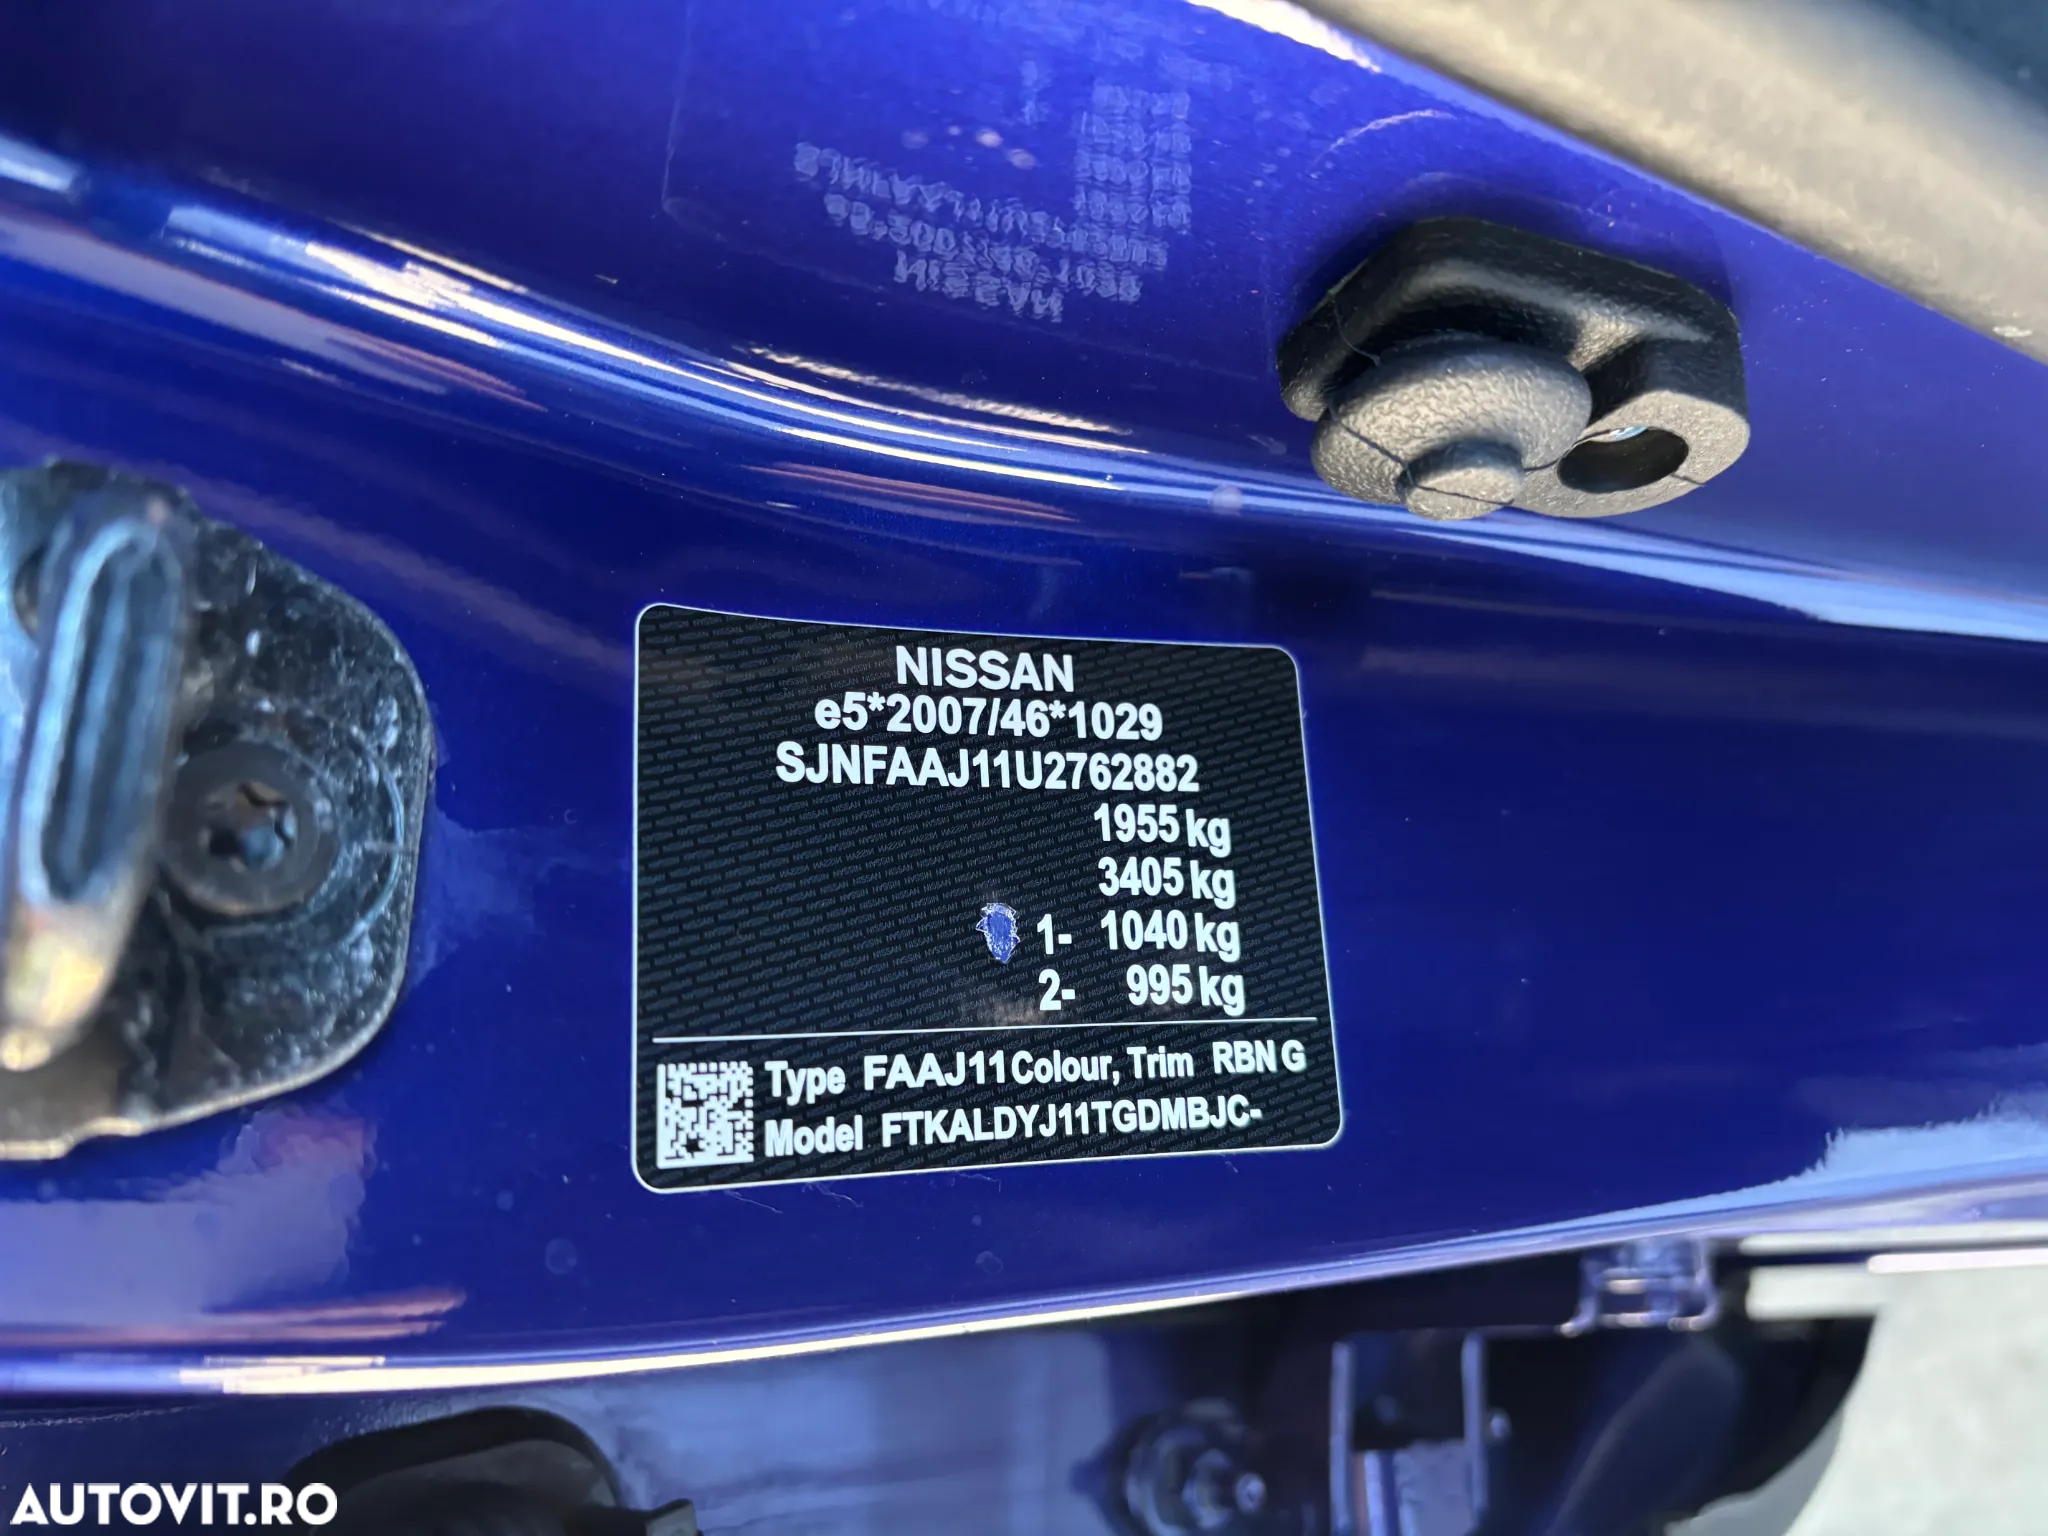 NISSAN
e5*2007/46*1029
SJNFAAJ11U2762882
1955 kg
3405 kg
1- 1040 kg
2- 995 kg
Type FAAJ11 Colour, Trim RBN G
Model FTKALDYJ11TGDMBJC-
AUTOVIT.RO